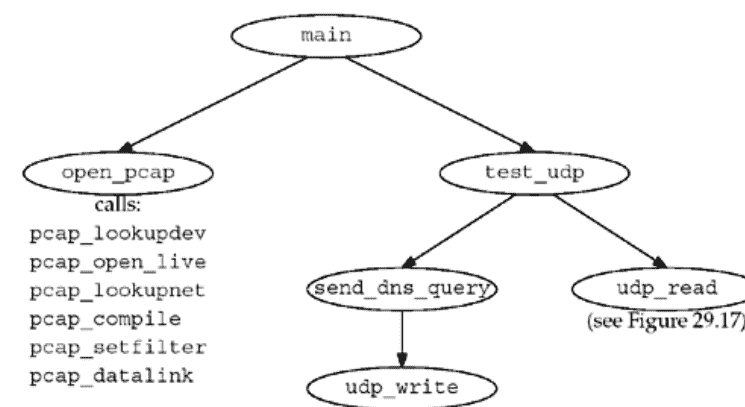 main
open_pcap
test_udp
calls:
pcap_lookupdev
pcap_open_live
pcap_lookupnet
pcap_compile
pcap_setfilter
pcap_datalink
send_dns_query
udp_read
(see Figure 29.17)
udp_write